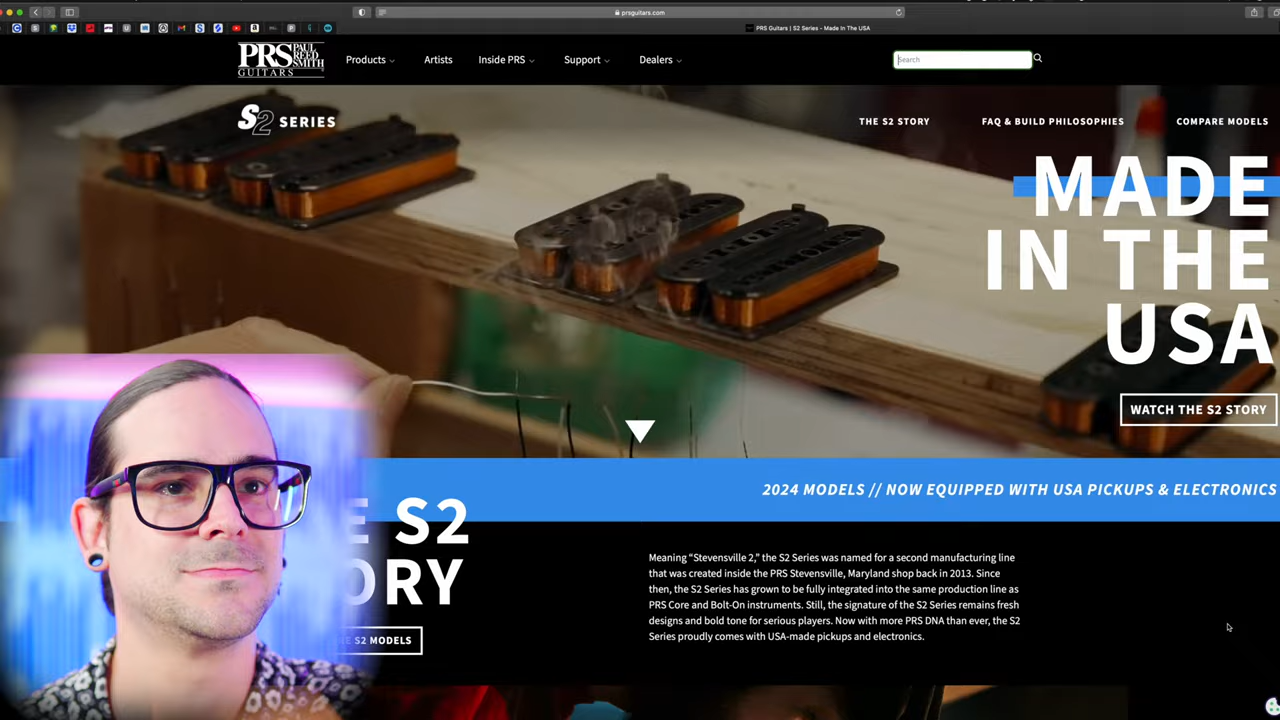 prsguitars.com
PRS Guitars | S2 Series - Made In The USA
PRS PAUL REED SMITH
GUITARS
Products
Artists
Inside PRS
Support
Dealers
Search
S2 SERIES
THE S2 STORY
FAQ & BUILD PHILOSOPHIES
COMPARE MODELS
MADE
IN THE
USA
WATCH THE S2 STORY
2024 MODELS // NOW EQUIPPED WITH USA PICKUPS & ELECTRONICS
E S2
ORY
S2 MODELS
Meaning “Stevensville 2,” the S2 Series was named for a second manufacturing line
that was created inside the PRS Stevensville, Maryland shop back in 2013. Since
then, the S2 Series has grown to be fully integrated into the same production line as
PRS Core and Bolt-On instruments. Still, the signature of the S2 Series remains fresh
designs and bold tone for serious players. Now with more PRS DNA than ever, the S2
Series proudly comes with USA-made pickups and electronics.